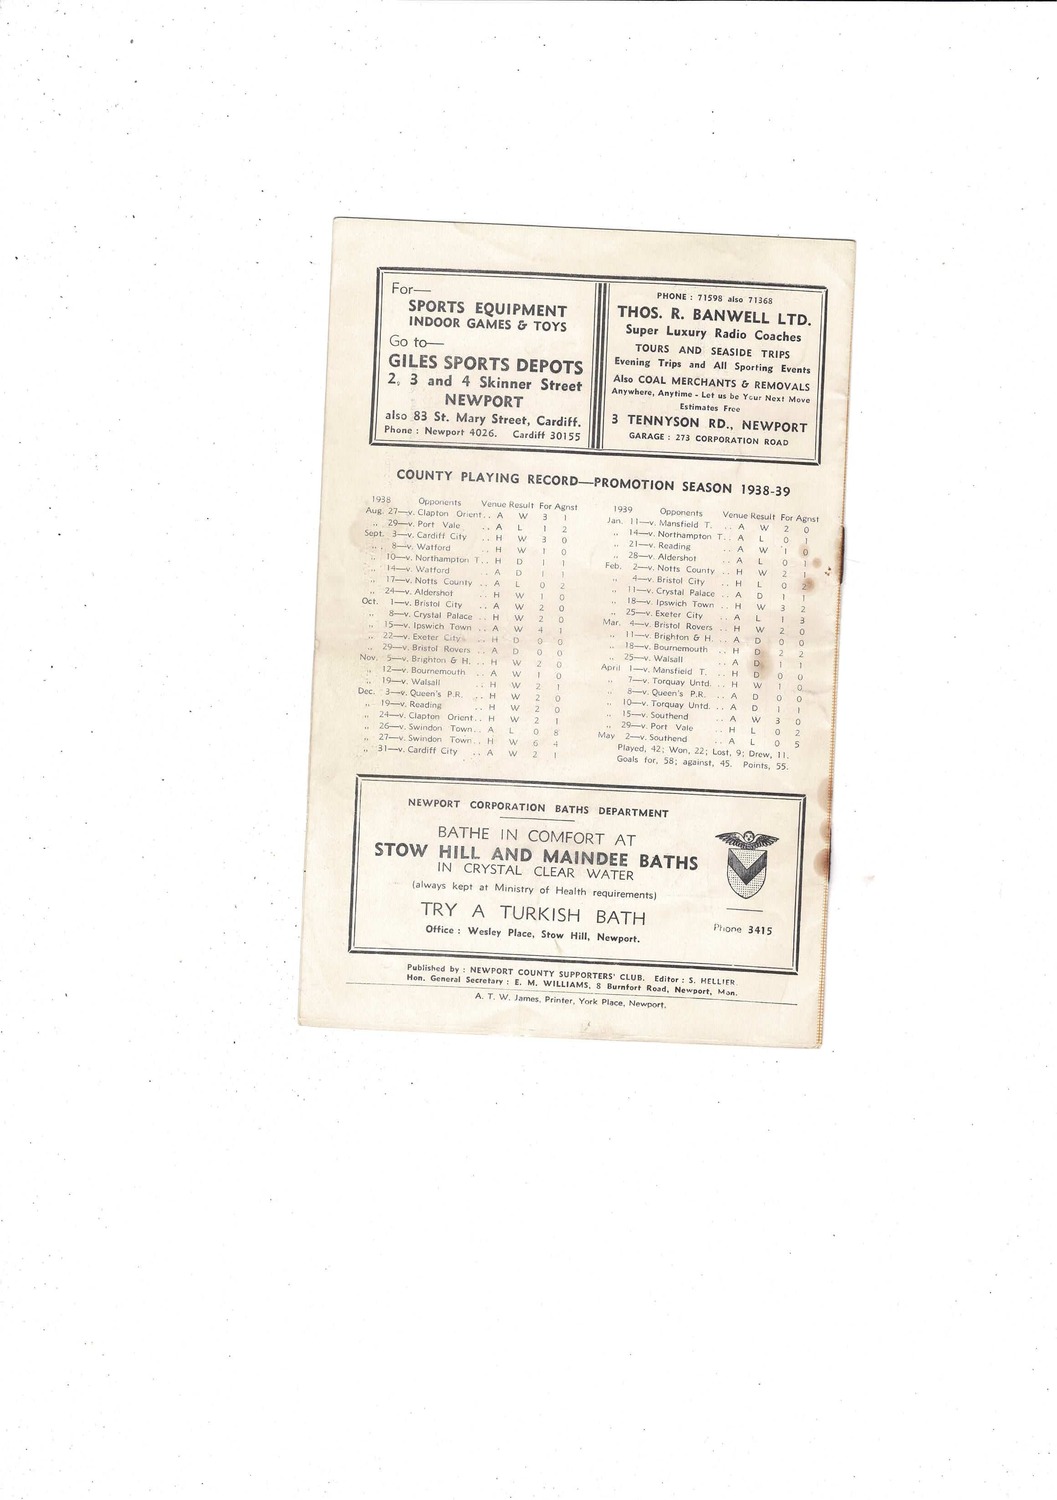 For—
SPORTS EQUIPMENT
INDOOR GAMES & TOYS
Go to—
GILES SPORTS DEPOTS
2, 3 and 4 Skinner Street
NEWPORT
also 83 St. Mary Street, Cardiff.
Phone : Newport 4026. Cardiff 30155
PHONE : 71598 also 71368
THOS. R. BANWELL LTD.
Super Luxury Radio Coaches
TOURS AND SEASIDE TRIPS
Evening Trips and All Sporting Events
Also COAL MERCHANTS & REMOVALS
Anywhere, Anytime - Let us be Your Next Move
Estimates Free
3 TENNYSON RD., NEWPORT
GARAGE : 273 CORPORATION ROAD
COUNTY PLAYING RECORD—PROMOTION SEASON 1938-39
1938 Opponents Venue Result For Agnst
Aug. 27—v. Clapton Orient .. A W 3 1
,, 29—v. Port Vale .. A L 1 2
Sept. 3—v. Cardiff City .. H W 3 0
,, 8—v. Watford .. H W 1 0
,, 10—v. Northampton T. .. H D 1 1
,, 14—v. Watford .. A D 1 1
,, 17—v. Notts County .. A L 0 2
,, 24—v. Aldershot .. H W 1 0
Oct. 1—v. Bristol City .. A W 2 0
,, 8—v. Crystal Palace .. H W 2 0
,, 15—v. Ipswich Town .. A W 4 1
,, 22—v. Exeter City .. H D 0 0
,, 29—v. Bristol Rovers .. A D 0 0
Nov. 5—v. Brighton & H. .. H W 2 0
,, 12—v. Bournemouth .. A W 1 0
,, 19—v. Walsall .. H W 2 1
Dec. 3—v. Queen's P.R. .. H W 2 0
,, 19—v. Reading .. H W 2 0
,, 24—v. Clapton Orient .. H W 2 1
,, 26—v. Swindon Town .. A L 0 8
,, 27—v. Swindon Town .. H W 6 4
,, 31—v. Cardiff City .. A W 2 1
1939 Opponents Venue Result For Agnst
Jan. 11—v. Mansfield T. .. A W 2 0
,, 14—v. Northampton T. .. A L 0 1
,, 21—v. Reading .. A W 1 0
,, 28—v. Aldershot .. A L 0 1
Feb. 2—v. Notts County .. H W 2 1
,, 4—v. Bristol City .. H L 0 2
,, 11—v. Crystal Palace .. A D 1 1
,, 18—v. Ipswich Town .. H W 3 2
,, 25—v. Exeter City .. A L 1 3
Mar. 4—v. Bristol Rovers .. H W 2 0
,, 11—v. Brighton & H. .. A D 0 0
,, 18—v. Bournemouth .. H D 2 2
,, 25—v. Walsall .. A D 1 1
April 1—v. Mansfield T. .. H D 0 0
,, 7—v. Torquay Untd. .. H W 1 0
,, 8—v. Queen's P.R. .. A D 0 0
,, 10—v. Torquay Untd. .. A D 1 1
,, 15—v. Southend .. A W 3 0
,, 29—v. Port Vale .. H L 0 2
May 2—v. Southend .. A L 0 5
Played, 42; Won, 22; Lost, 9; Drew, 11.
Goals for, 58; against, 45. Points, 55.
NEWPORT CORPORATION BATHS DEPARTMENT
BATHE IN COMFORT AT
STOW HILL AND MAINDEE BATHS
IN CRYSTAL CLEAR WATER
(always kept at Ministry of Health requirements)
TRY A TURKISH BATH
Office : Wesley Place, Stow Hill, Newport.
Phone 3415
Published by : NEWPORT COUNTY SUPPORTERS' CLUB. Editor : S. HELLIER.
Hon. General Secretary : E. M. WILLIAMS, 8 Burnfort Road, Newport, Mon.
A. T. W. James, Printer, York Place, Newport.